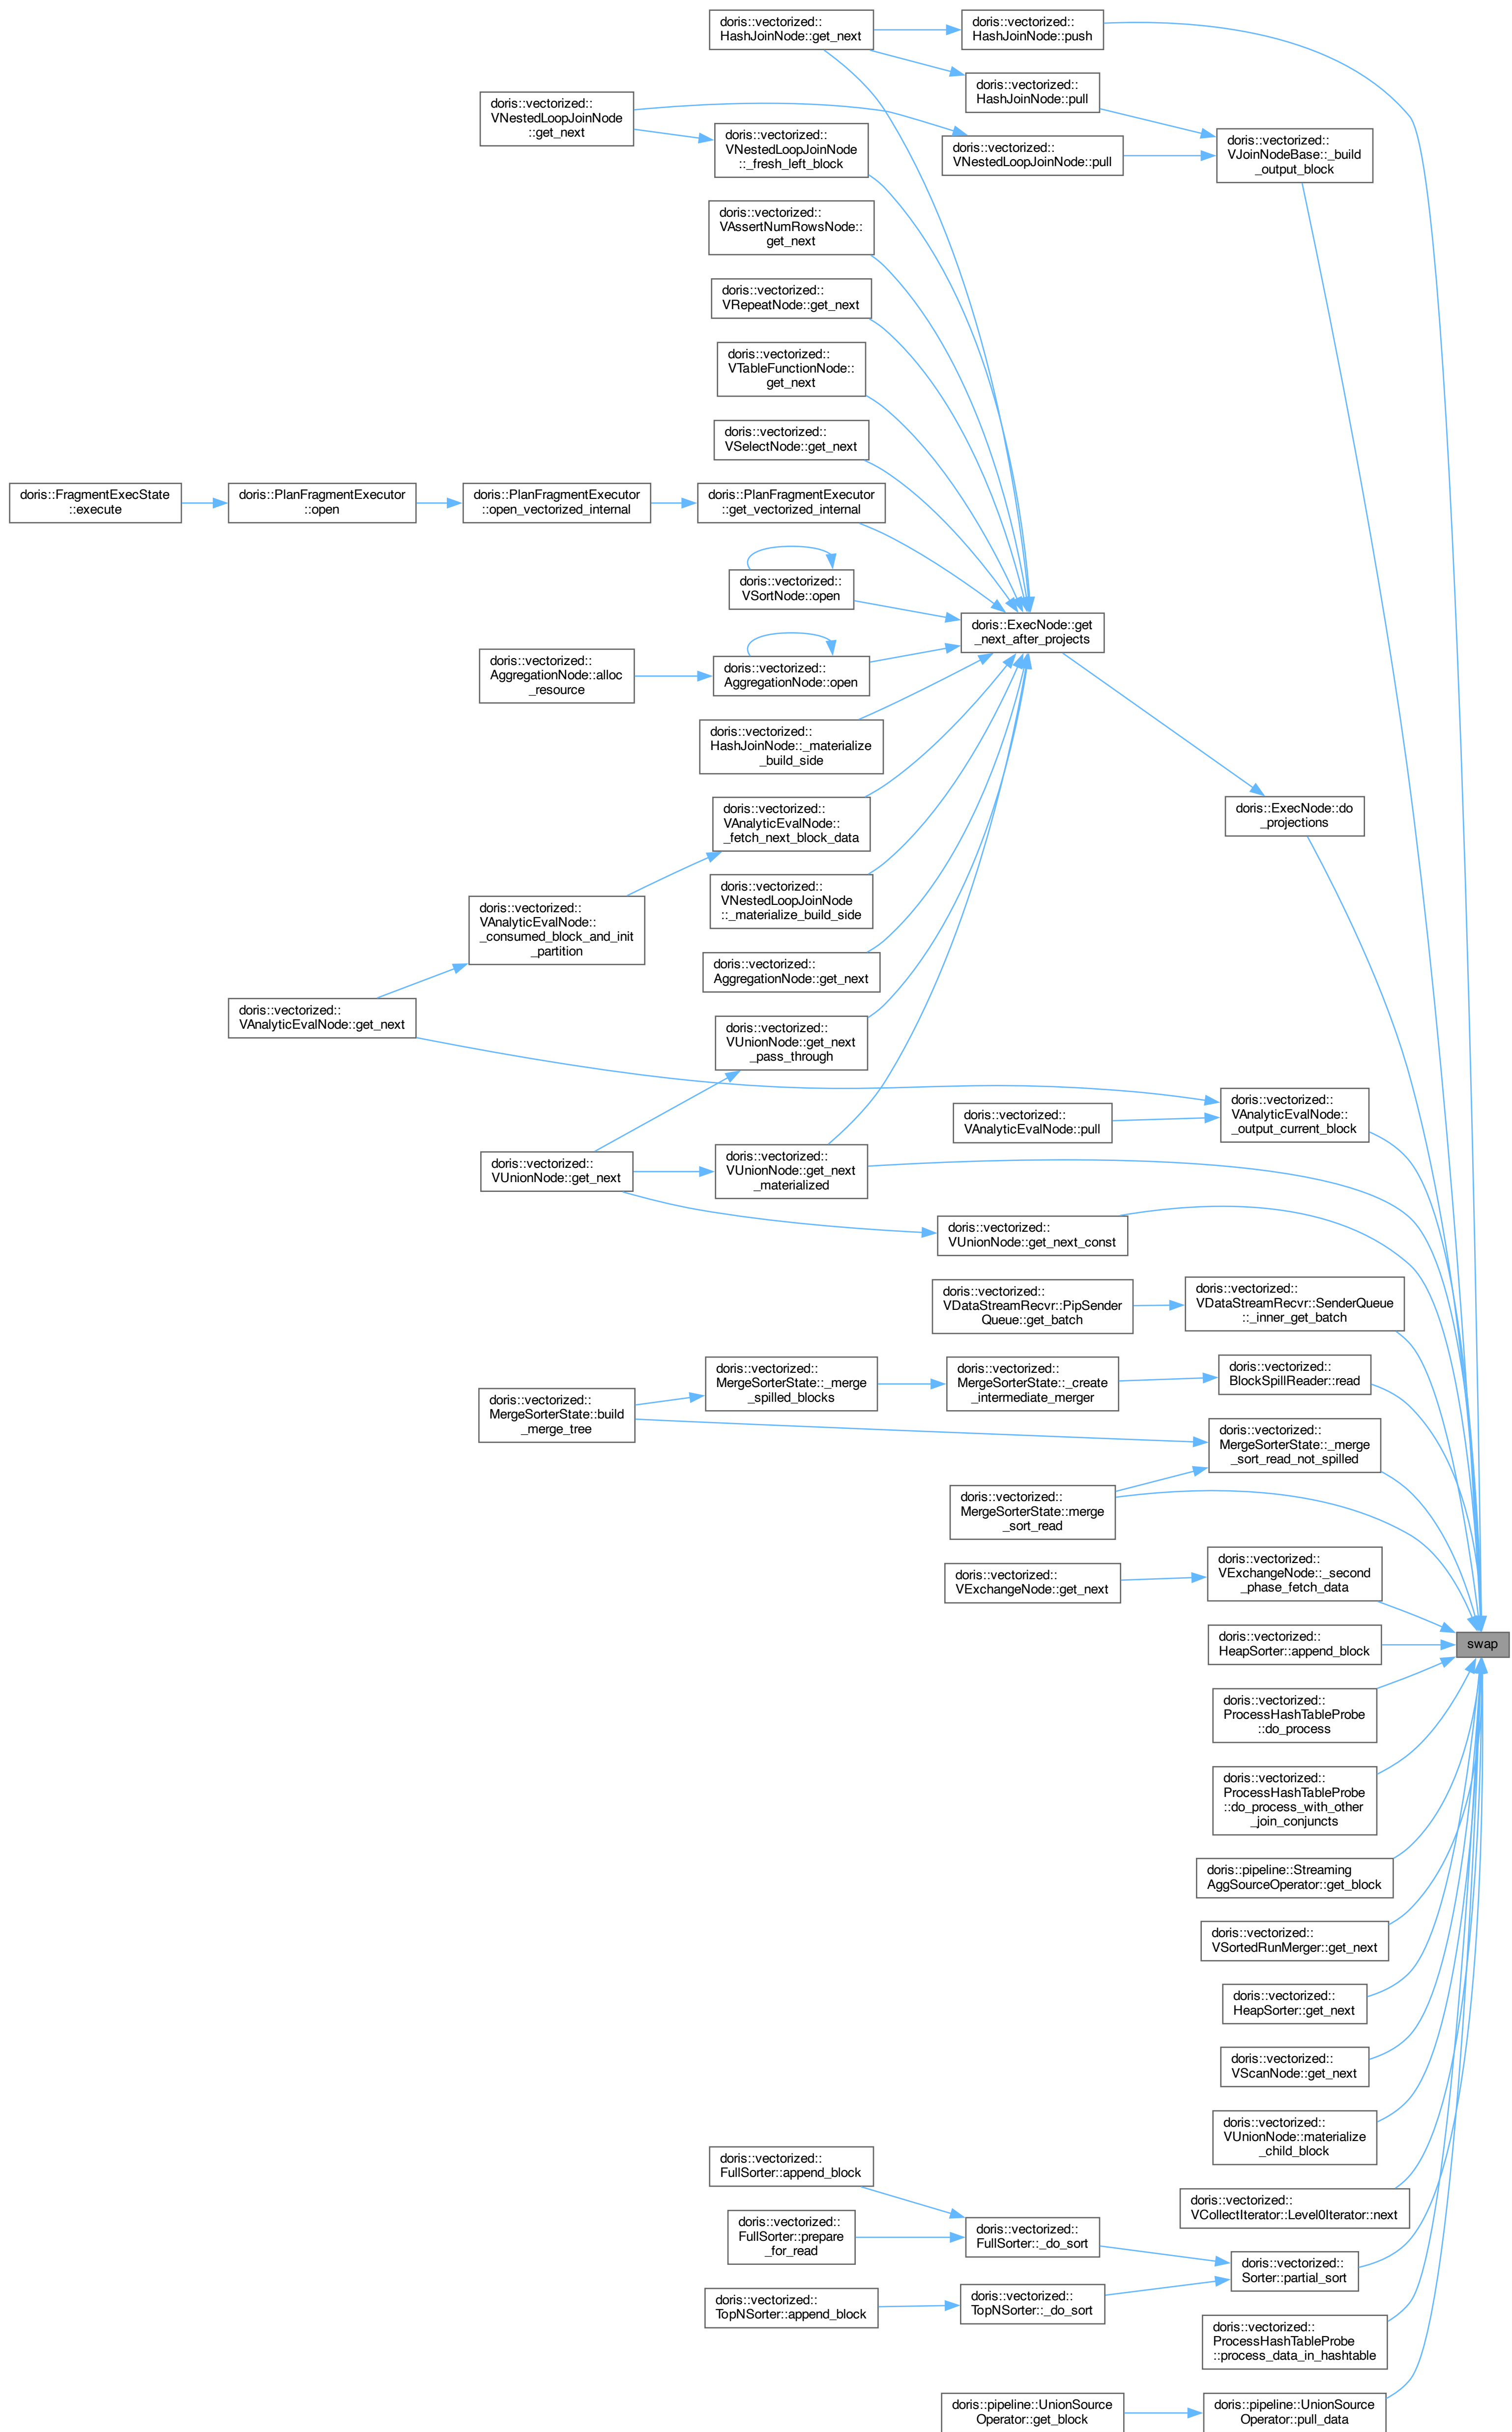 doris::vectorized::
HashJoinNode::get_next
doris::vectorized::
HashJoinNode::push
doris::vectorized::
HashJoinNode::pull
doris::vectorized::
VNestedLoopJoinNode
::get_next
doris::vectorized::
VNestedLoopJoinNode
::_fresh_left_block
doris::vectorized::
VNestedLoopJoinNode::pull
doris::vectorized::
VJoinNodeBase::_build
_output_block
doris::vectorized::
VAssertNumRowsNode::
get_next
doris::vectorized::
VRepeatNode::get_next
doris::vectorized::
VTableFunctionNode::
get_next
doris::vectorized::
VSelectNode::get_next
doris::FragmentExecState
::execute
doris::PlanFragmentExecutor
::open
doris::PlanFragmentExecutor
::open_vectorized_internal
doris::PlanFragmentExecutor
::get_vectorized_internal
doris::vectorized::
VSortNode::open
doris::ExecNode::get
_next_after_projects
doris::vectorized::
AggregationNode::alloc
_resource
doris::vectorized::
AggregationNode::open
doris::vectorized::
HashJoinNode::_materialize
_build_side
doris::vectorized::
VAnalyticEvalNode::
_fetch_next_block_data
doris::ExecNode::do
_projections
doris::vectorized::
VNestedLoopJoinNode
::_materialize_build_side
doris::vectorized::
VAnalyticEvalNode::
_consumed_block_and_init
_partition
doris::vectorized::
AggregationNode::get_next
doris::vectorized::
VAnalyticEvalNode::get_next
doris::vectorized::
VUnionNode::get_next
_pass_through
doris::vectorized::
VAnalyticEvalNode::pull
doris::vectorized::
VAnalyticEvalNode::
_output_current_block
doris::vectorized::
VUnionNode::get_next
doris::vectorized::
VUnionNode::get_next
_materialized
doris::vectorized::
VUnionNode::get_next_const
doris::vectorized::
VDataStreamRecvr::PipSender
Queue::get_batch
doris::vectorized::
VDataStreamRecvr::SenderQueue
::_inner_get_batch
doris::vectorized::
MergeSorterState::build
_merge_tree
doris::vectorized::
MergeSorterState::_merge
_spilled_blocks
doris::vectorized::
MergeSorterState::_create
_intermediate_merger
doris::vectorized::
BlockSpillReader::read
doris::vectorized::
MergeSorterState::_merge
_sort_read_not_spilled
doris::vectorized::
MergeSorterState::merge
_sort_read
doris::vectorized::
VExchangeNode::get_next
doris::vectorized::
VExchangeNode::_second
_phase_fetch_data
doris::vectorized::
HeapSorter::append_block
swap
doris::vectorized::
ProcessHashTableProbe
::do_process
doris::vectorized::
ProcessHashTableProbe
::do_process_with_other
_join_conjuncts
doris::pipeline::Streaming
AggSourceOperator::get_block
doris::vectorized::
VSortedRunMerger::get_next
doris::vectorized::
HeapSorter::get_next
doris::vectorized::
VScanNode::get_next
doris::vectorized::
VUnionNode::materialize
_child_block
doris::vectorized::
VCollectIterator::Level0Iterator::next
doris::vectorized::
FullSorter::append_block
doris::vectorized::
FullSorter::prepare
_for_read
doris::vectorized::
FullSorter::_do_sort
doris::vectorized::
Sorter::partial_sort
doris::vectorized::
TopNSorter::append_block
doris::vectorized::
TopNSorter::_do_sort
doris::vectorized::
ProcessHashTableProbe
::process_data_in_hashtable
doris::pipeline::UnionSource
Operator::get_block
doris::pipeline::UnionSource
Operator::pull_data